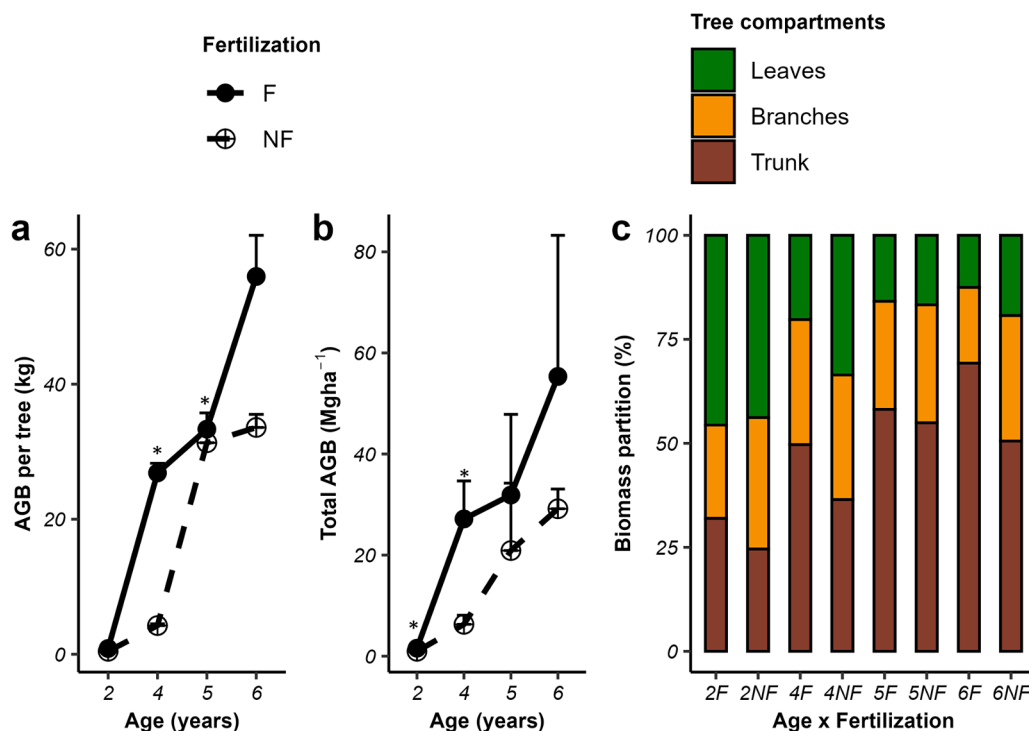 Fertilization
F
NF
Tree compartments
Leaves
Branches
Trunk
a
AGB per tree (kg)
60
40
20
0
*
*
2 4 5 6
Age (years)
b
Total AGB (Mgha⁻¹)
80
60
40
20
0
*
*
2 4 5 6
Age (years)
c
Biomass partition (%)
100
75
50
25
0
2F 2NF 4F 4NF 5F 5NF 6F 6NF
Age x Fertilization